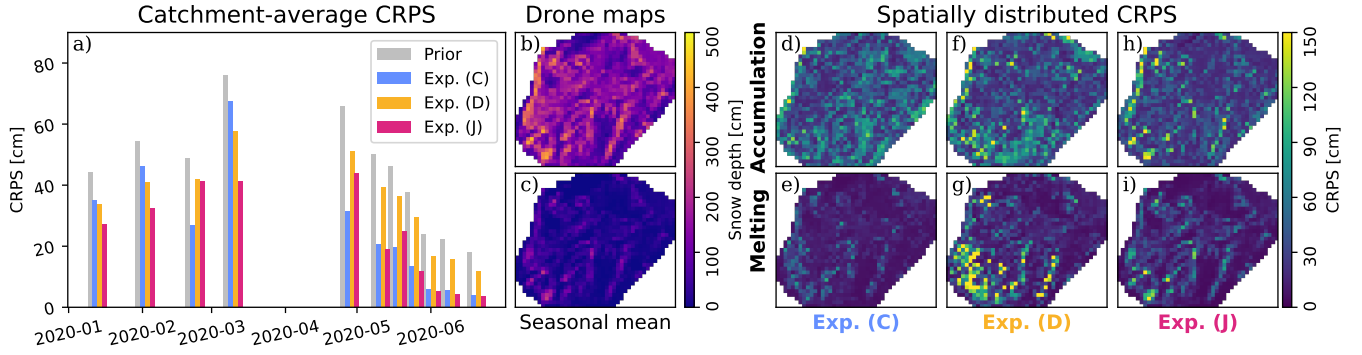 Catchment-average CRPS
a)
Prior
Exp. (C)
Exp. (D)
Exp. (J)
CRPS [cm]
80
60
40
20
0
2020-01
2020-02
2020-03
2020-04
2020-05
2020-06
Drone maps
b)
c)
Seasonal mean
500
400
300
200
100
0
Snow depth [cm]
Spatially distributed CRPS
Accumulation
Melting
d)
f)
h)
e)
g)
i)
Exp. (C)
Exp. (D)
Exp. (J)
150
120
90
60
30
0
CRPS [cm]